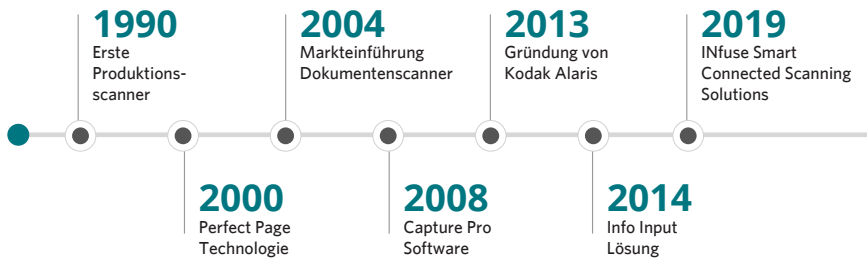 1990
Erste
Produktions-
scanner
2000
Perfect Page
Technologie
2004
Markteinführung
Dokumentenscanner
2008
Capture Pro
Software
2013
Gründung von
Kodak Alaris
2014
Info Input
Lösung
2019
INfuse Smart
Connected Scanning
Solutions